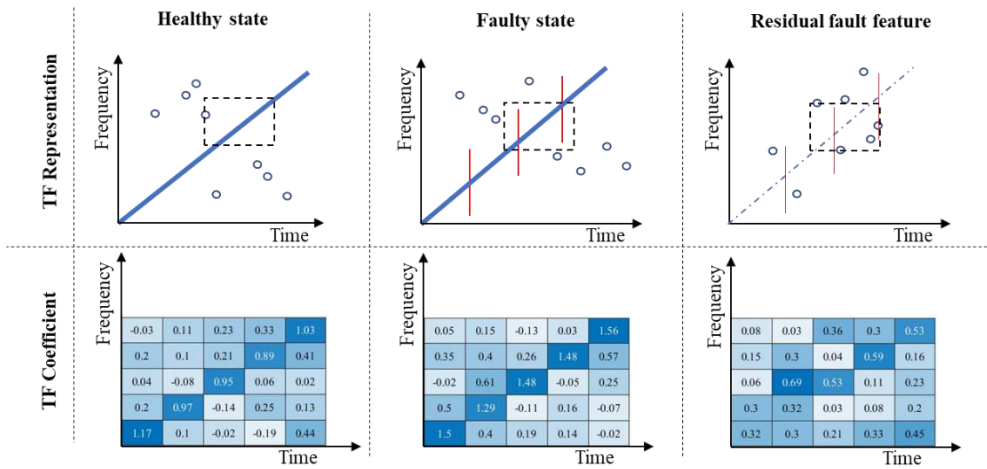 Healthy state
Faulty state
Residual fault feature
TF Representation
Frequency
Time
Frequency
Time
Frequency
Time
TF Coefficient
Frequency
-0.03 0.11 0.23 0.33 1.03
0.2 0.1 0.21 0.89 0.41
0.04 -0.08 0.95 0.06 0.02
0.2 0.97 -0.14 0.25 0.13
1.17 0.1 -0.02 -0.19 0.44
Time
Frequency
0.05 0.15 -0.13 0.03 1.56
0.35 0.4 0.26 1.48 0.57
-0.02 0.61 1.48 -0.05 0.25
0.5 1.29 -0.11 0.16 -0.07
1.5 0.4 0.19 0.14 -0.02
Time
Frequency
0.08 0.03 0.36 0.3 0.53
0.15 0.3 0.04 0.59 0.16
0.06 0.69 0.53 0.11 0.23
0.3 0.32 0.03 0.08 0.2
0.32 0.3 0.21 0.33 0.45
Time